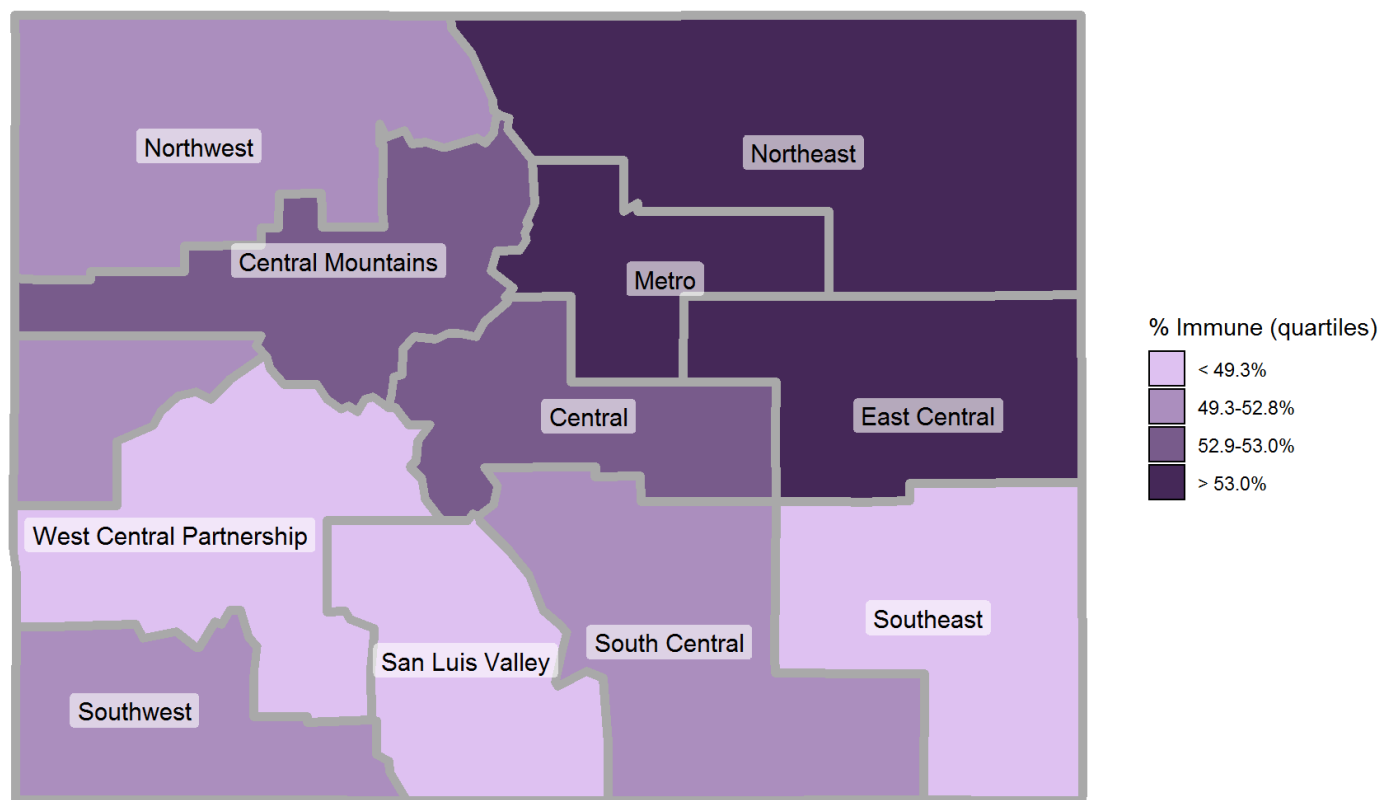 Northwest
Northeast
Central Mountains
Metro
Central
East Central
West Central Partnership
Southeast
South Central
San Luis Valley
Southwest
% Immune (quartiles)
< 49.3%
49.3-52.8%
52.9-53.0%
> 53.0%